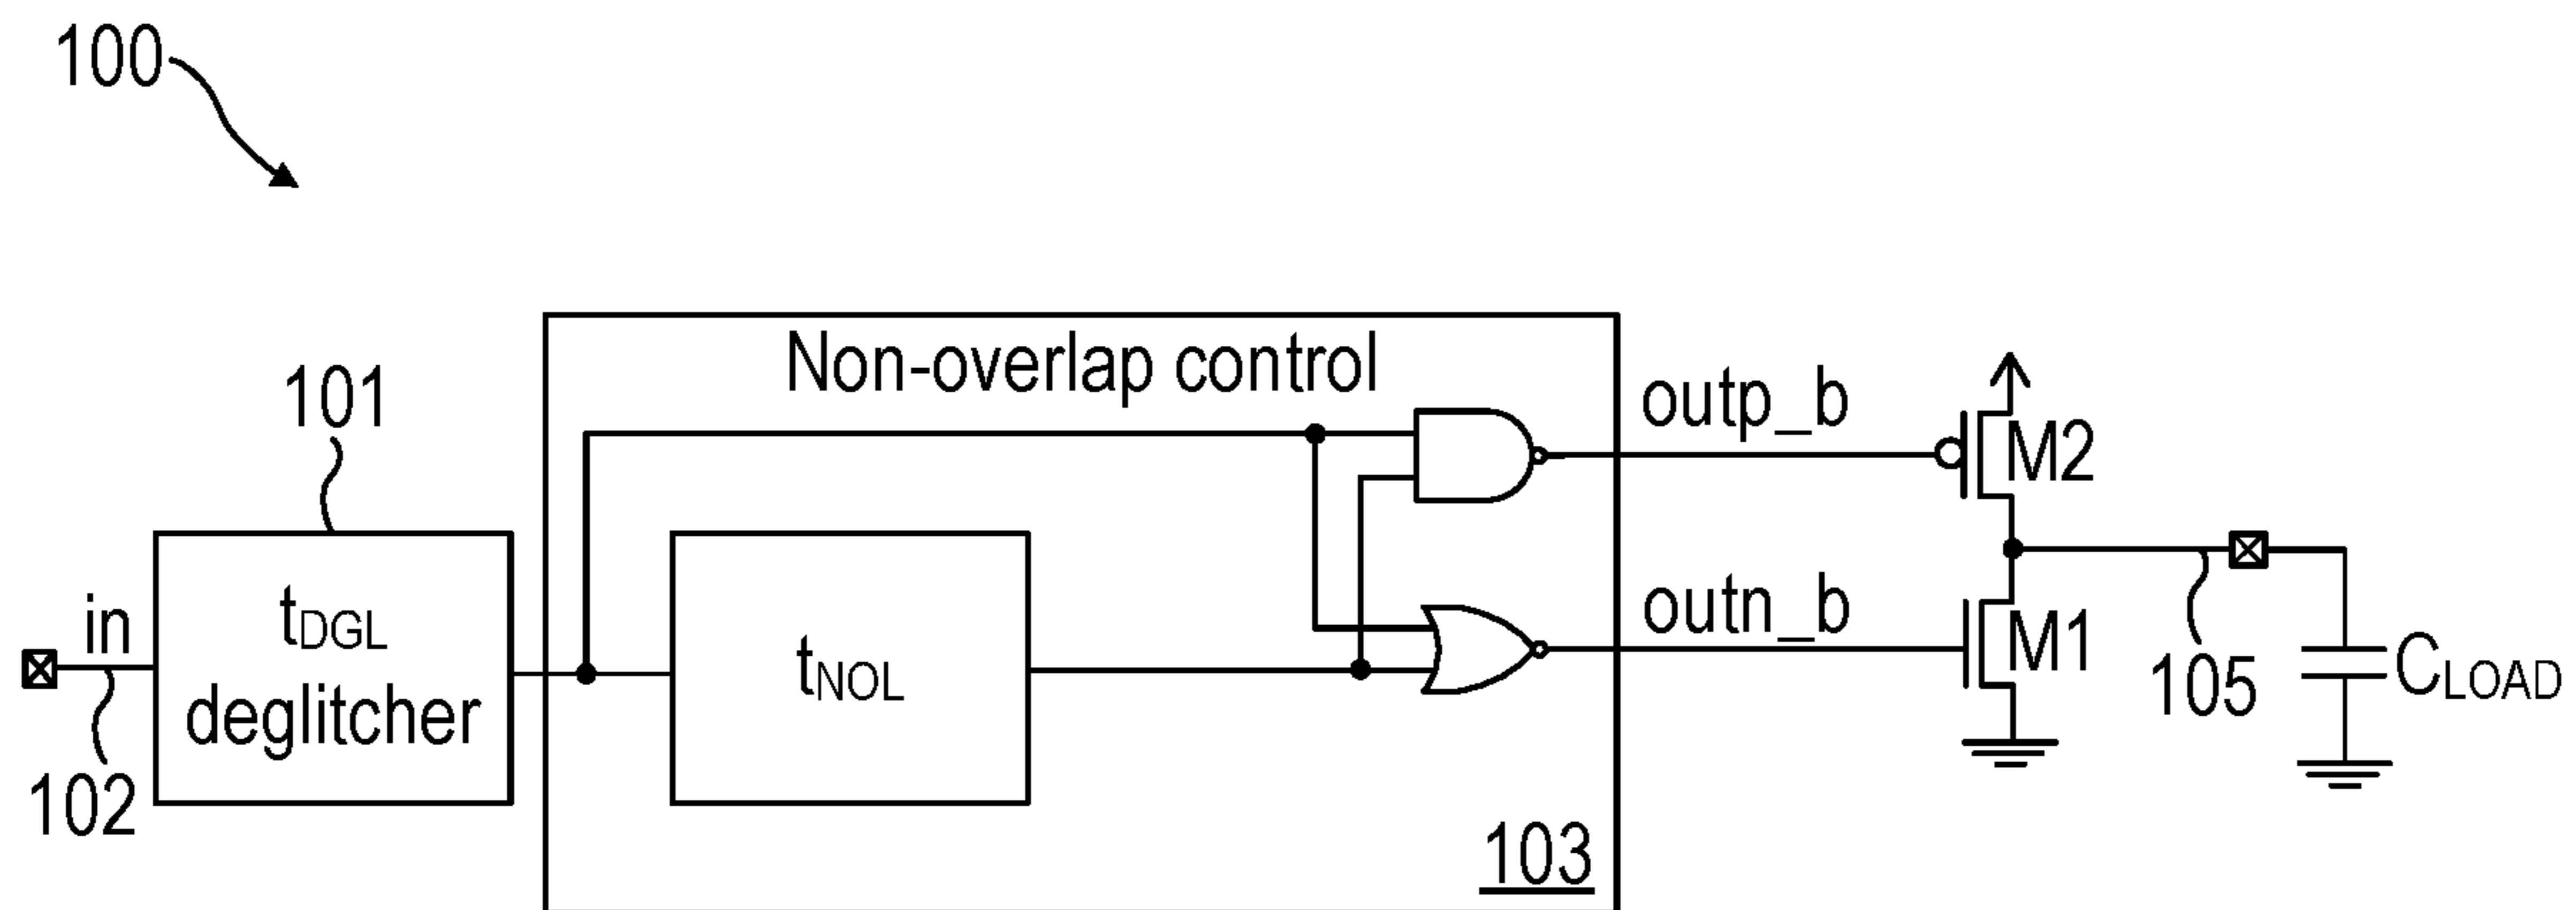 100
Non-overlap control
101
outp_b
M2
in
tDGL
deglitcher
tNOL
outn_b
M1
102
105
CLOAD
103